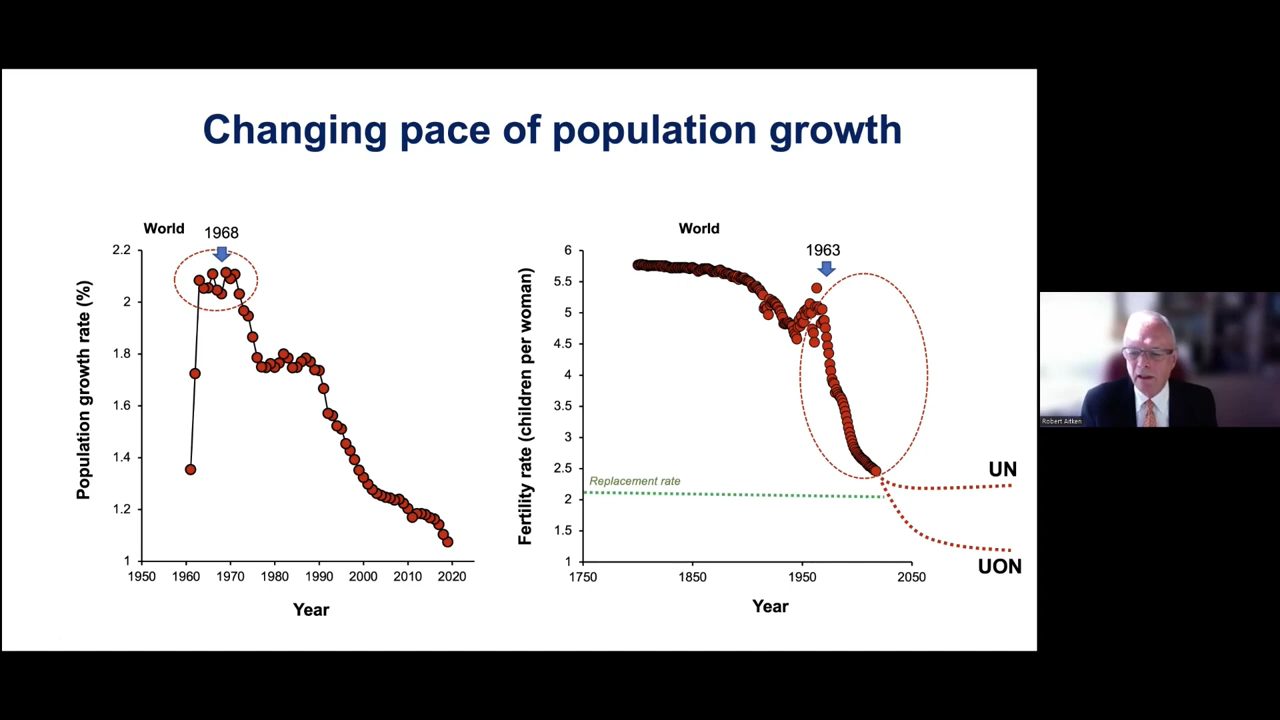 Changing pace of population growth
World
1968
Population growth rate (%)
2.2
2
1.8
1.6
1.4
1.2
1
1950 1960 1970 1980 1990 2000 2010 2020
Year
World
1963
Fertility rate (children per woman)
6
5.5
5
4.5
4
3.5
3
2.5
2
1.5
1
Replacement rate
UN
UON
1750 1850 1950 2050
Year
Robert Aitken